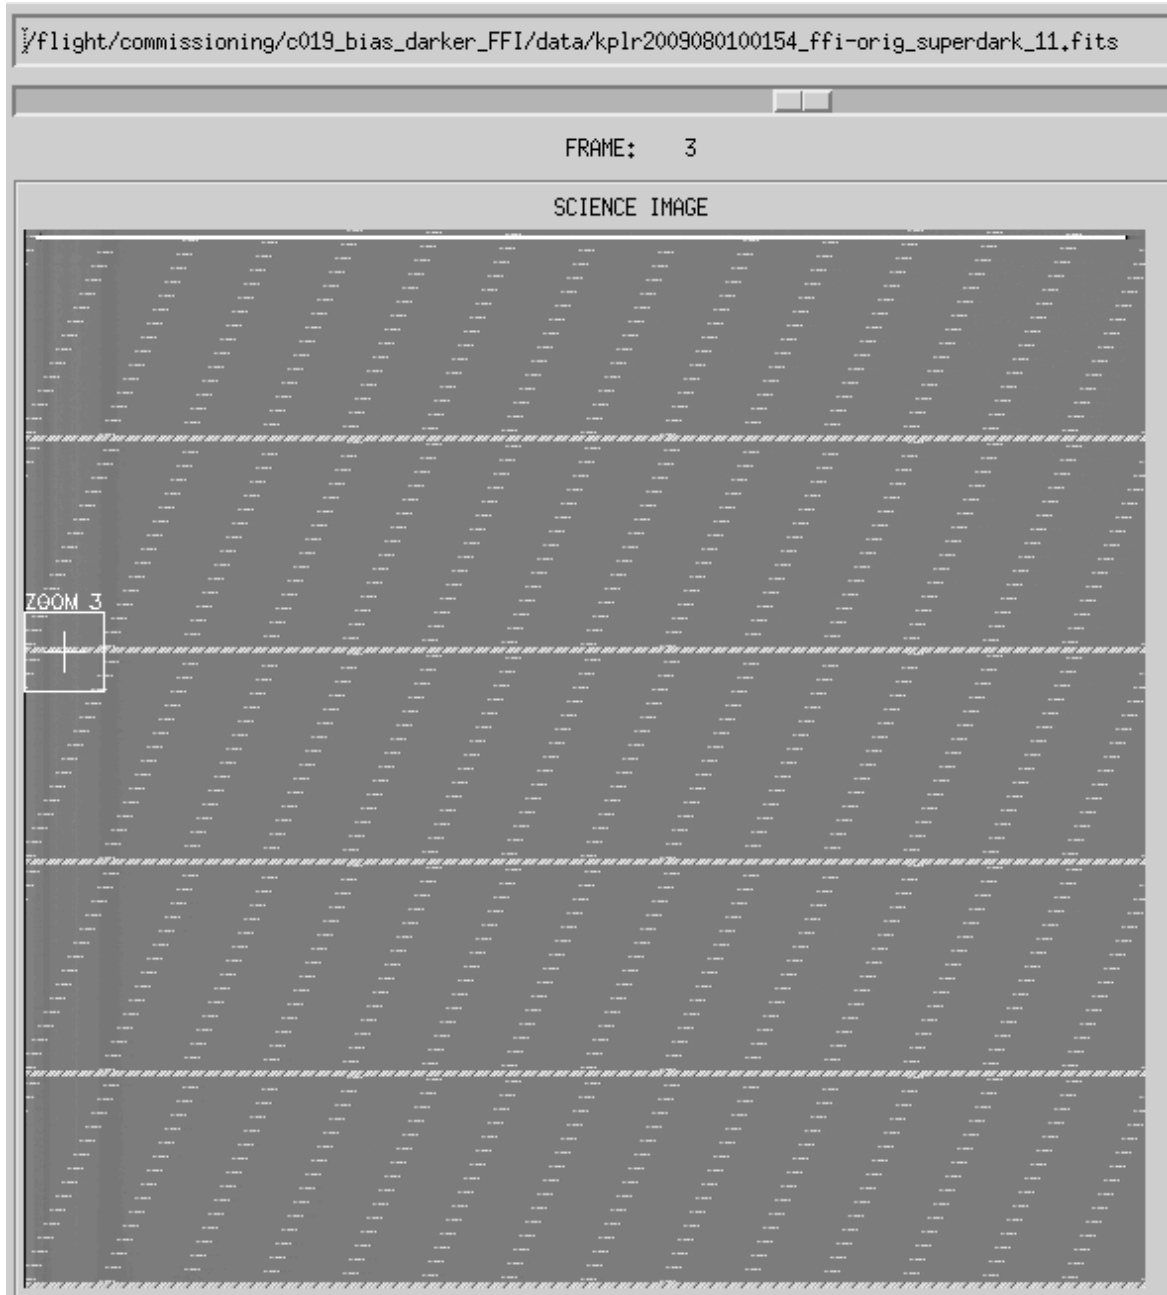 /flight/commissioning/c019_bias_darker_FFI/data/kplr2009080100154_ffi-orig_superdark_11.fits
FRAME: 3
SCIENCE IMAGE
ZOOM 3